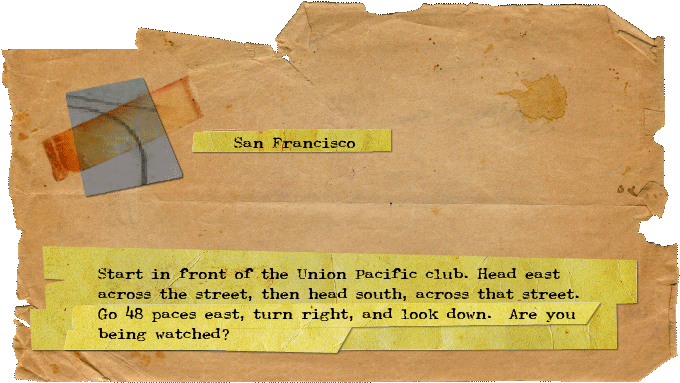 San Francisco
Start in front of the Union Pacific club. Head east
across the street, then head south, across that street.
Go 48 paces east, turn right, and look down.  Are you
being watched?